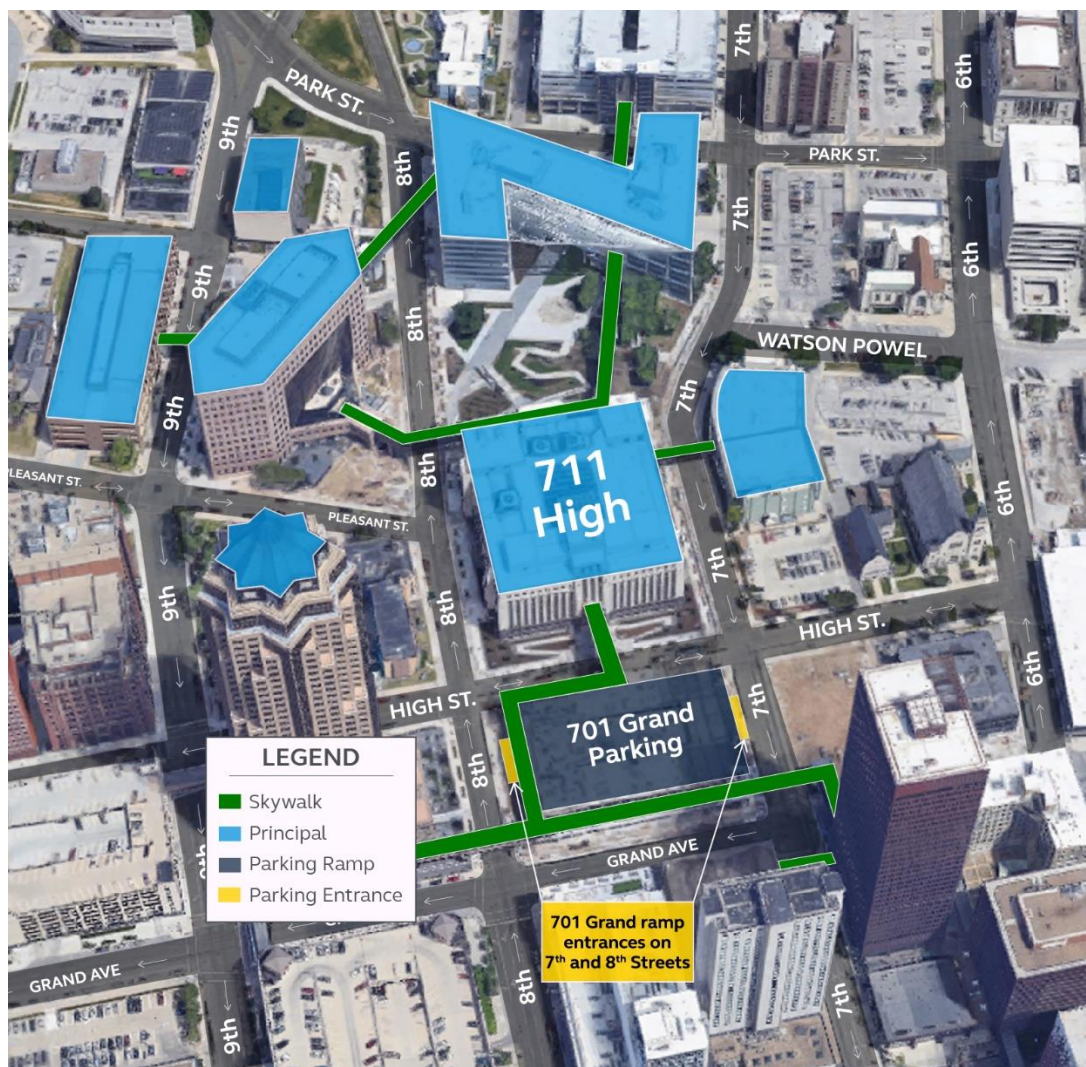 7th
6th
PARK ST.
9th
8th
PARK ST.
7th
6th
9th
8th
WATSON POWEL
7th
9th
711
High
8th
6th
PLEASANT ST.
PLEASANT ST.
7th
9th
8th
HIGH ST.
6th
HIGH ST.
7th
701 Grand
Parking
8th
LEGEND
Skywalk
Principal
Parking Ramp
Parking Entrance
GRAND AVE
701 Grand ramp
entrances on
7th and 8th Streets
GRAND AVE
8th
7th
9th